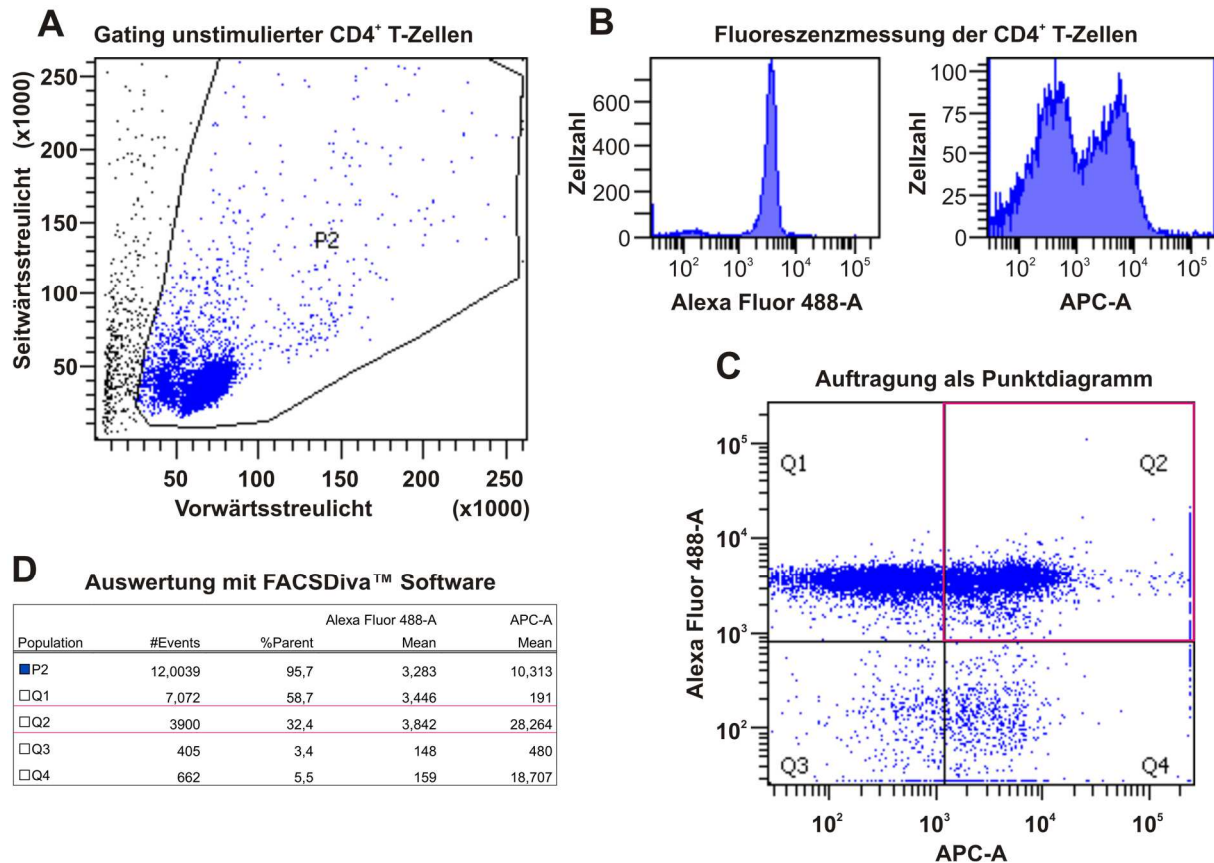 A
Gating unstimulierter CD4⁺ T-Zellen
Seitwärtsstreulicht (x1000)
250
200
150
100
50
P2
50 100 150 200 250
Vorwärtsstreulicht (x1000)
B
Fluoreszenzmessung der CD4⁺ T-Zellen
Zellzahl
600
400
200
0
10² 10³ 10⁴ 10⁵
Alexa Fluor 488-A
Zellzahl
100
75
50
25
0
10² 10³ 10⁴ 10⁵
APC-A
C
Auftragung als Punktdiagramm
Alexa Fluor 488-A
10⁵
10⁴
10³
10²
Q1 Q2
Q3 Q4
10² 10³ 10⁴ 10⁵
APC-A
D
Auswertung mit FACSDiva™ Software
Alexa Fluor 488-A APC-A
Population #Events %Parent Mean Mean
P2 12,0039 95,7 3,283 10,313
Q1 7,072 58,7 3,446 191
Q2 3900 32,4 3,842 28,264
Q3 405 3,4 148 480
Q4 662 5,5 159 18,707